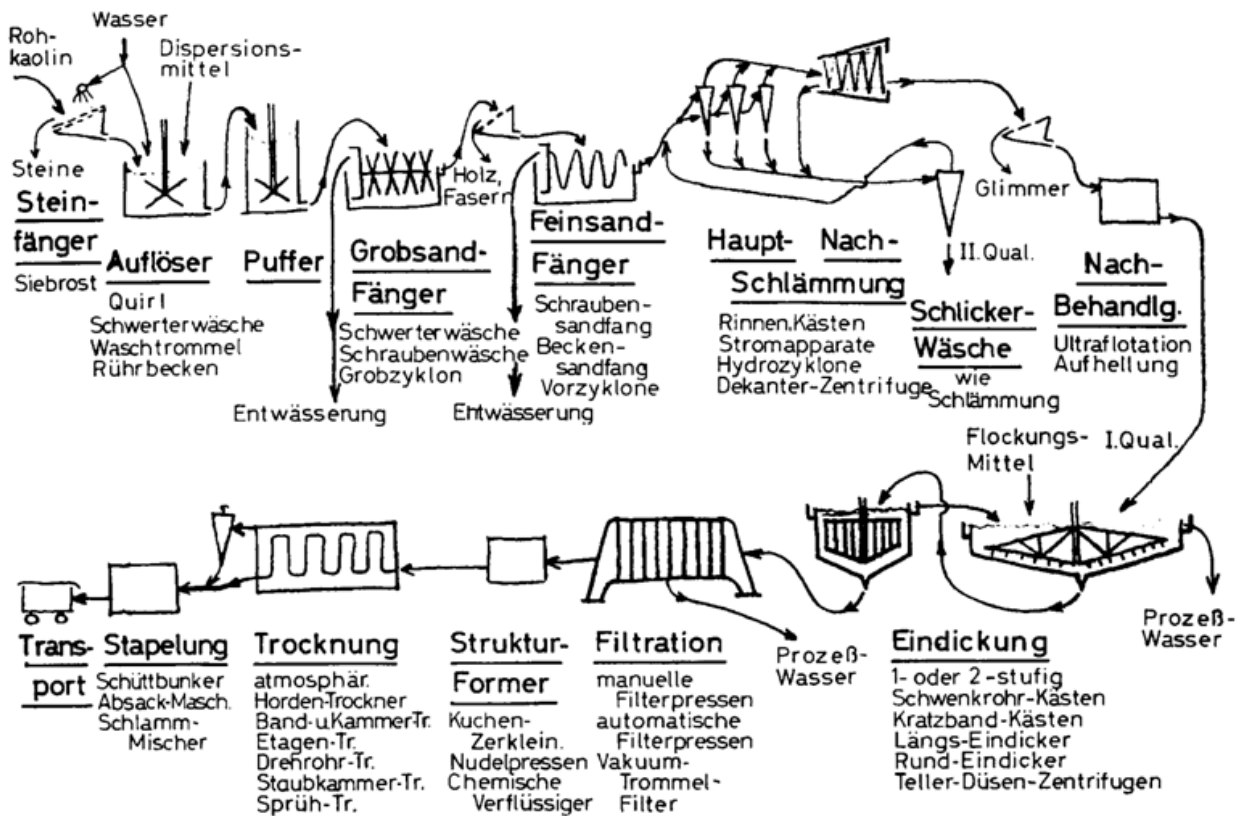 Wasser
Roh-
kaolin
Dispersions-
mittel
Steine
Stein-
fänger
Siebrost
Auflöser
Quirl
Schwerterwäsche
Waschtrommel
Rührbecken
Puffer
Grobsand-
Fänger
Schwerterwäsche
Schraubenwäsche
Grobzyklon
Entwässerung
Holz,
Fasern
Feinsand-
Fänger
Schrauben-
sandfang
Becken-
sandfang
Vorzyklone
Entwässerung
Haupt- Nach-
Schlämmung
Rinnen,Kästen
Stromapparate
Hydrozyklone
Dekanter-Zentrifuge
II.Qual.
Schlicker-
Wäsche
wie
Schlämmung
Glimmer
Nach-
Behandlg.
Ultraflotation
Aufhellung
Flockungs-
Mittel
I.Qual.
Prozeß-
Wasser
Eindickung
1- oder 2-stufig
Schwenkrohr-Kästen
Kratzband-Kästen
Längs-Eindicker
Rund-Eindicker
Teller-Düsen-Zentrifugen
Prozeß-
Wasser
Filtration
manuelle
Filterpressen
automatische
Filterpressen
Vakuum-
Trommel-
Filter
Struktur-
Former
Kuchen-
Zerklein.
Nudelpressen
Chemische
Verflüssiger
Trocknung
atmosphär.
Horden-Trockner
Band-u.Kammer-Tr.
Etagen-Tr.
Drehrohr-Tr.
Staubkammer-Tr.
Sprüh-Tr.
Stapelung
Schüttbunker
Absack-Masch.
Schlamm-
Mischer
Trans-
port